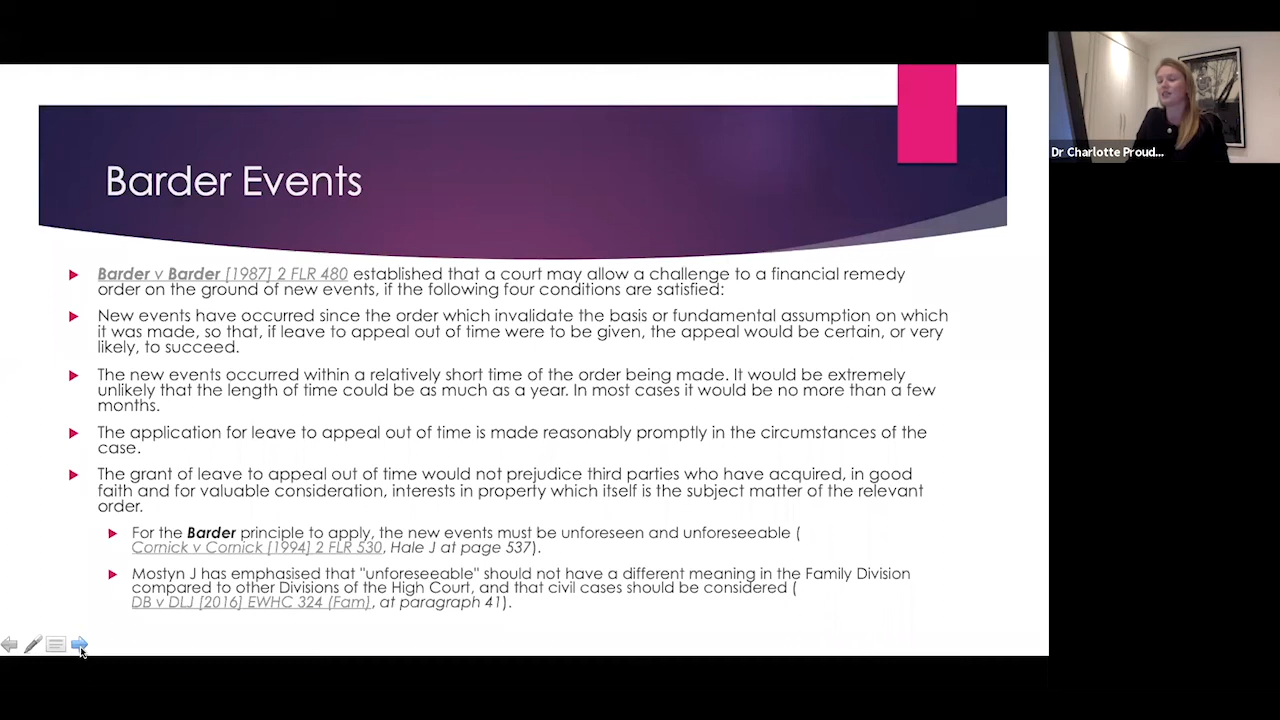 Barder Events
Barder v Barder [1987] 2 FLR 480 established that a court may allow a challenge to a financial remedy
order on the ground of new events, if the following four conditions are satisfied:
New events have occurred since the order which invalidate the basis or fundamental assumption on which
it was made, so that, if leave to appeal out of time were to be given, the appeal would be certain, or very
likely, to succeed.
The new events occurred within a relatively short time of the order being made. It would be extremely
unlikely that the length of time could be as much as a year. In most cases it would be no more than a few
months.
The application for leave to appeal out of time is made reasonably promptly in the circumstances of the
case.
The grant of leave to appeal out of time would not prejudice third parties who have acquired, in good
faith and for valuable consideration, interests in property which itself is the subject matter of the relevant
order.
For the Barder principle to apply, the new events must be unforeseen and unforeseeable (
Cornick v Cornick [1994] 2 FLR 530, Hale J at page 537).
Mostyn J has emphasised that "unforeseeable" should not have a different meaning in the Family Division
compared to other Divisions of the High Court, and that civil cases should be considered (
DB v DLJ [2016] EWHC 324 (Fam), at paragraph 41).
Dr Charlotte Proud...